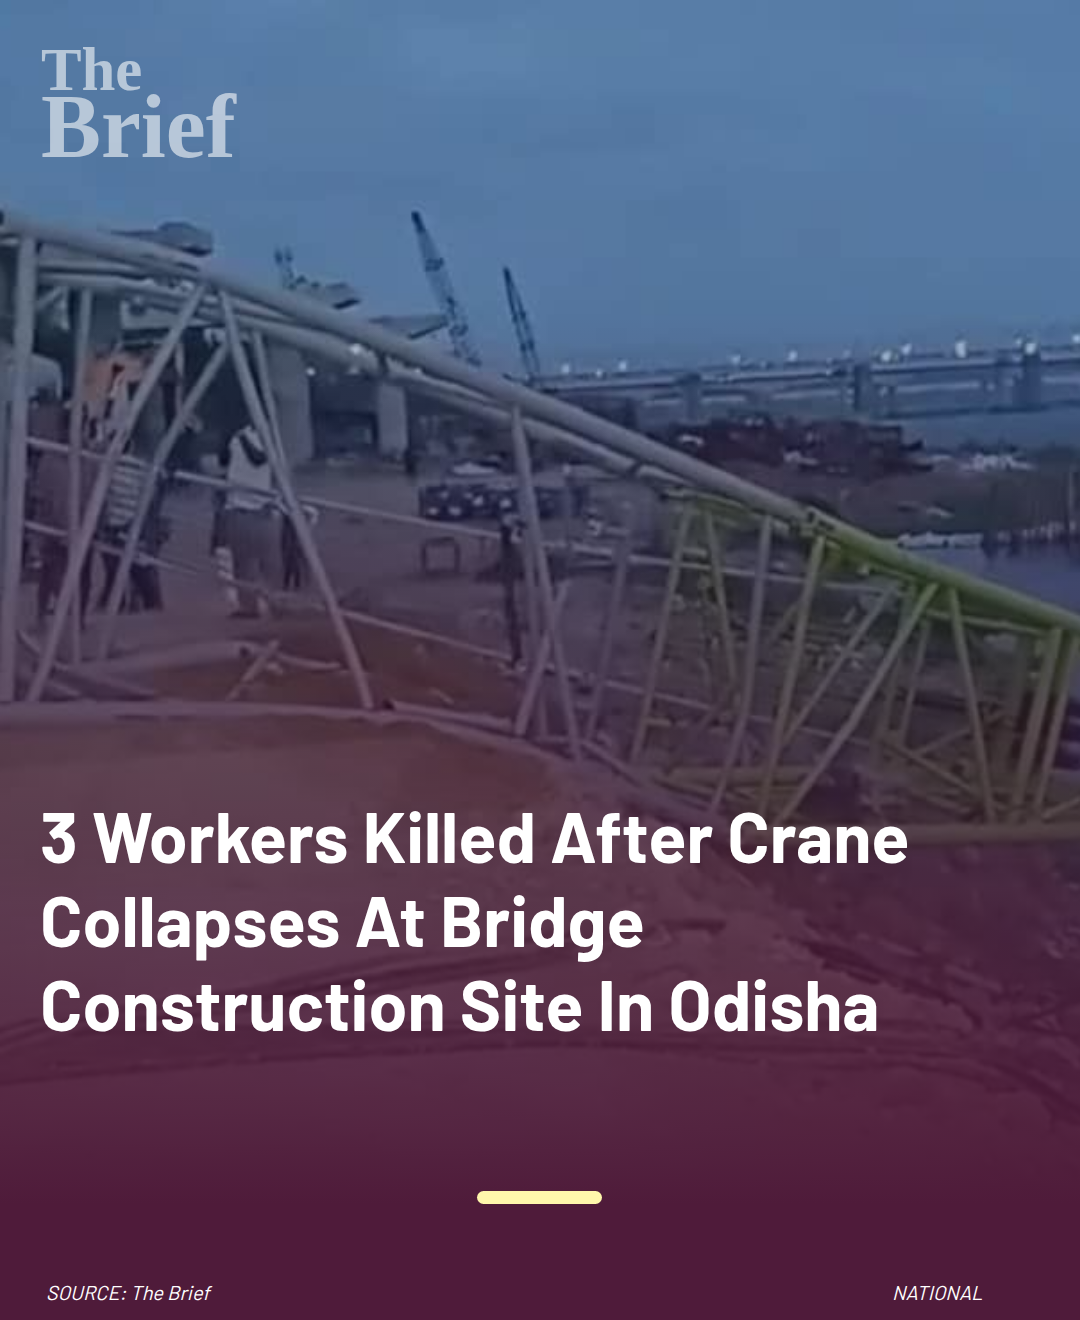 The
Brief
3 Workers Killed After Crane
Collapses At Bridge
Construction Site In Odisha
SOURCE: The Brief
NATIONAL